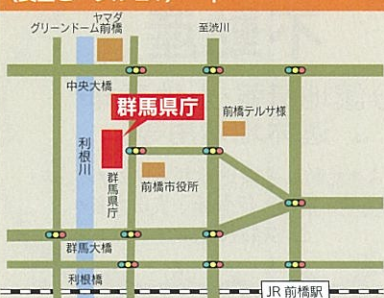 ヤマダ
グリーンドーム前橋
至渋川
中央大橋
群馬県庁
前橋テルサ様
利根川
群馬県庁
前橋市役所
群馬大橋
利根橋
JR 前橋駅